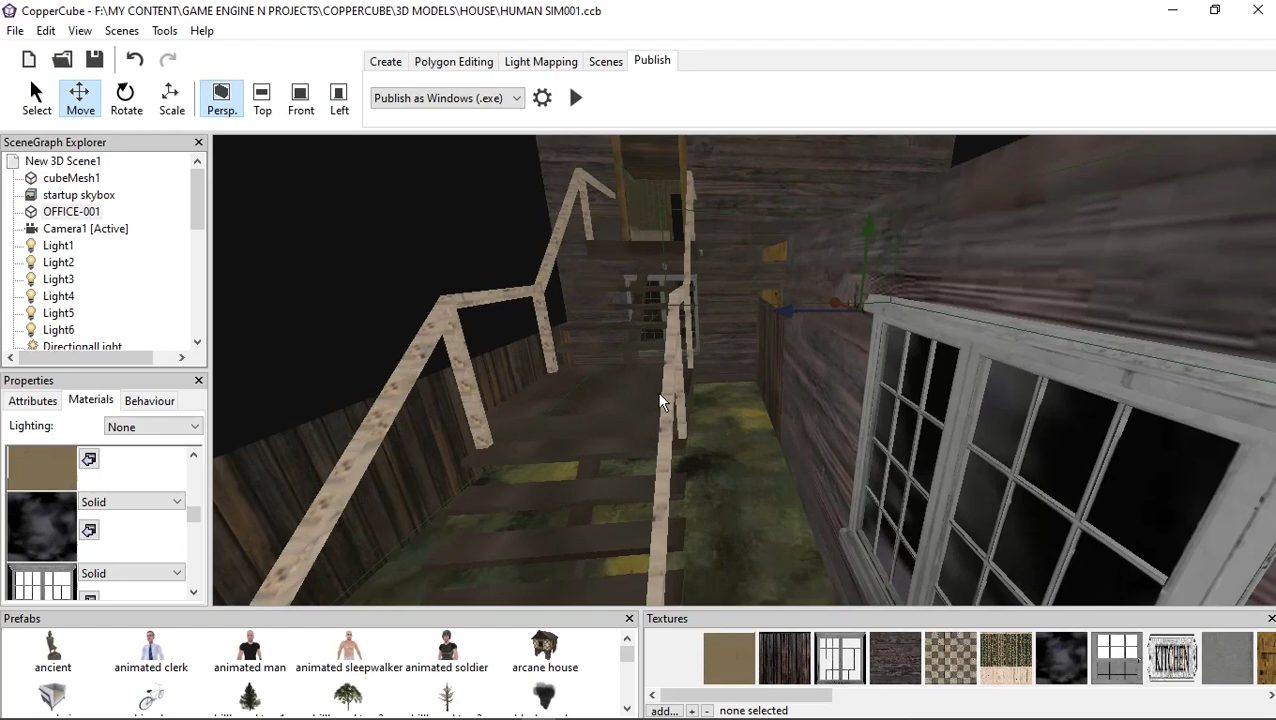 CopperCube - F:\MY CONTENT\GAME ENGINE N PROJECTS\COPPERCUBE\3D MODELS\HOUSE\HUMAN SIM001.ccb
File Edit View Scenes Tools Help
Create Polygon Editing Light Mapping Scenes Publish
Select Move Rotate Scale Persp. Top Front Left
Publish as Windows (.exe)
SceneGraph Explorer
New 3D Scene1
cubeMesh1
startup skybox
OFFICE-001
Camera1 [Active]
Light1
Light2
Light3
Light4
Light5
Light6
DirectionalLight
Properties
Attributes Materials Behaviour
Lighting: None
Solid
Solid
Prefabs
ancient animated clerk animated man animated sleepwalker animated soldier arcane house
Textures
KITCHEN
add... + - none selected